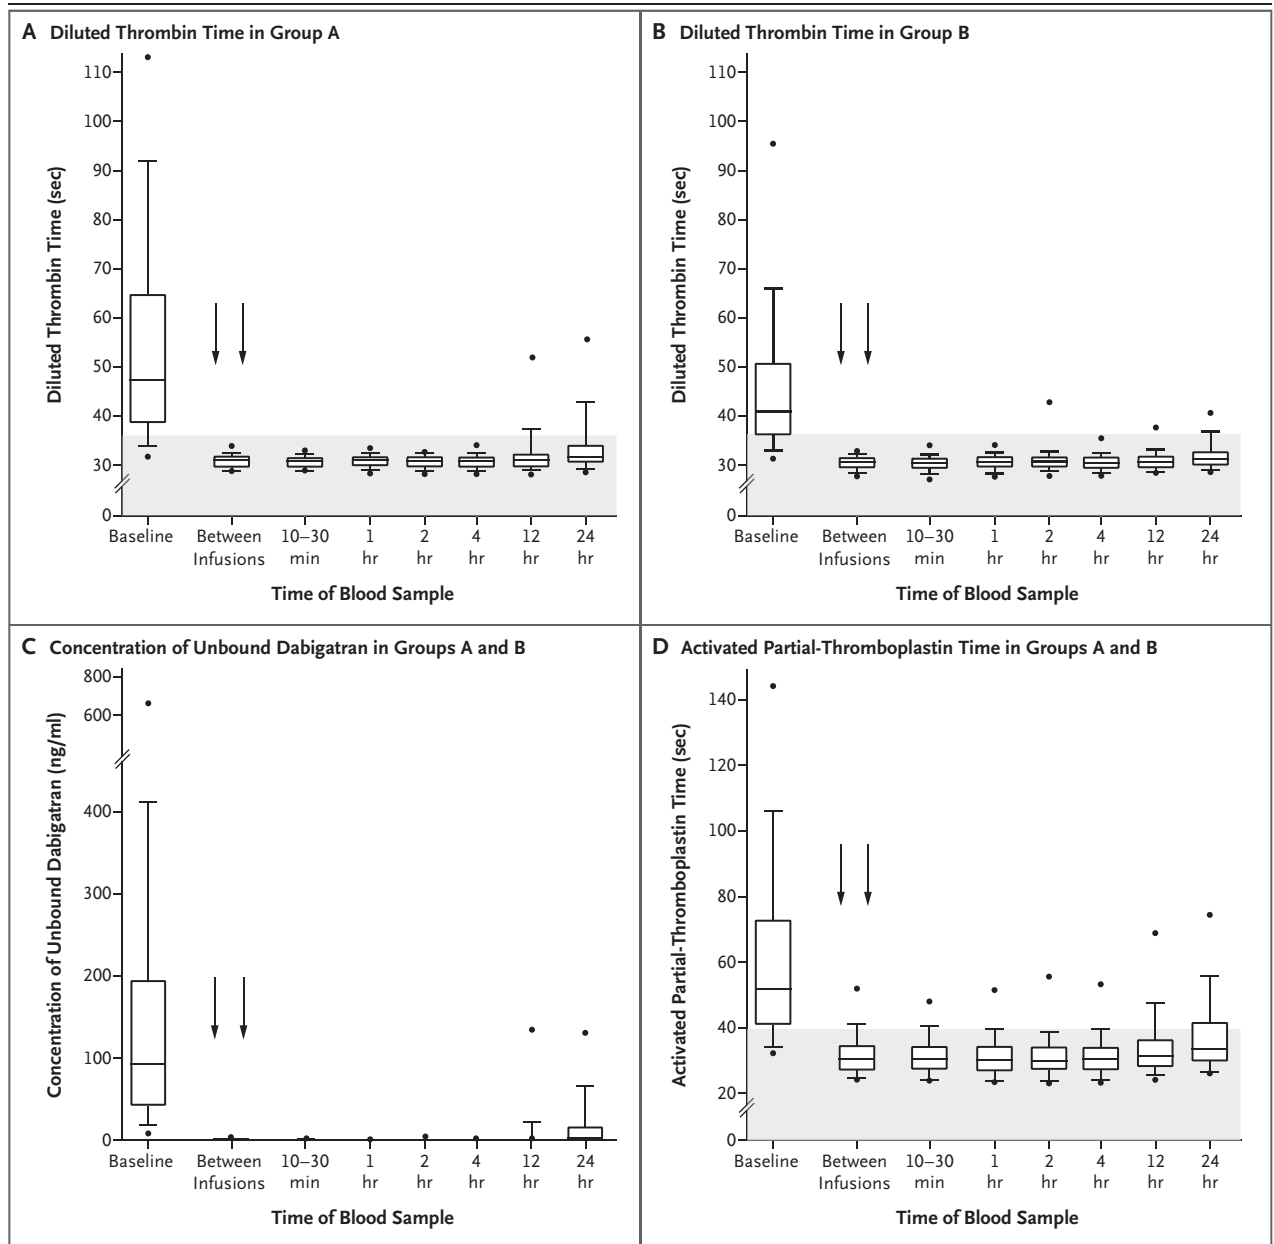 A Diluted Thrombin Time in Group A
Diluted Thrombin Time (sec)
110
100
90
80
70
60
50
40
30
0
Baseline Between Infusions 10–30 min 1 hr 2 hr 4 hr 12 hr 24 hr
Time of Blood Sample
B Diluted Thrombin Time in Group B
Diluted Thrombin Time (sec)
110
100
90
80
70
60
50
40
30
0
Baseline Between Infusions 10–30 min 1 hr 2 hr 4 hr 12 hr 24 hr
Time of Blood Sample
C Concentration of Unbound Dabigatran in Groups A and B
Concentration of Unbound Dabigatran (ng/ml)
800
600
400
300
200
100
0
Baseline Between Infusions 10–30 min 1 hr 2 hr 4 hr 12 hr 24 hr
Time of Blood Sample
D Activated Partial-Thromboplastin Time in Groups A and B
Activated Partial-Thromboplastin Time (sec)
140
120
100
80
60
40
20
0
Baseline Between Infusions 10–30 min 1 hr 2 hr 4 hr 12 hr 24 hr
Time of Blood Sample